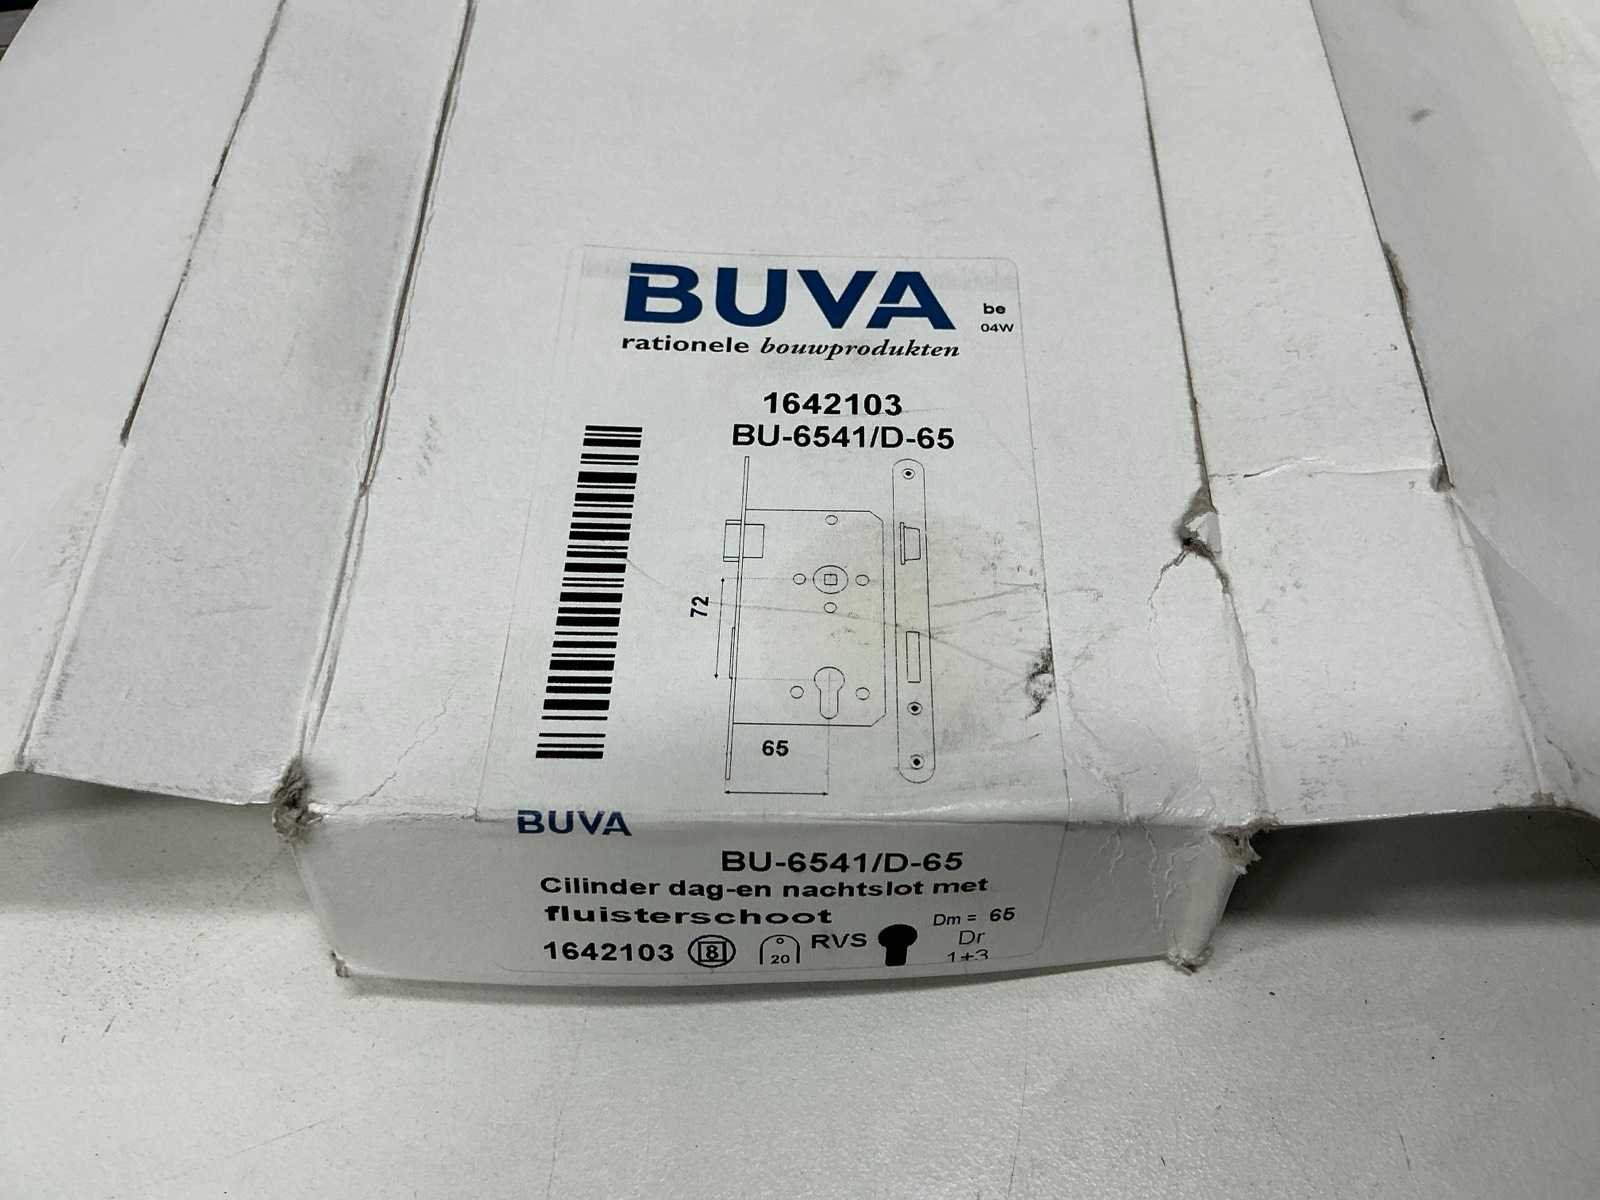 BUVA
be
04W
rationele bouwprodukten
1642103
BU-6541/D-65
72
65
BUVA
BU-6541/D-65
Cilinder dag-en nachtslot met
fluisterschoot
Dm = 65
1642103 8 20 RVS
Dr
1+3